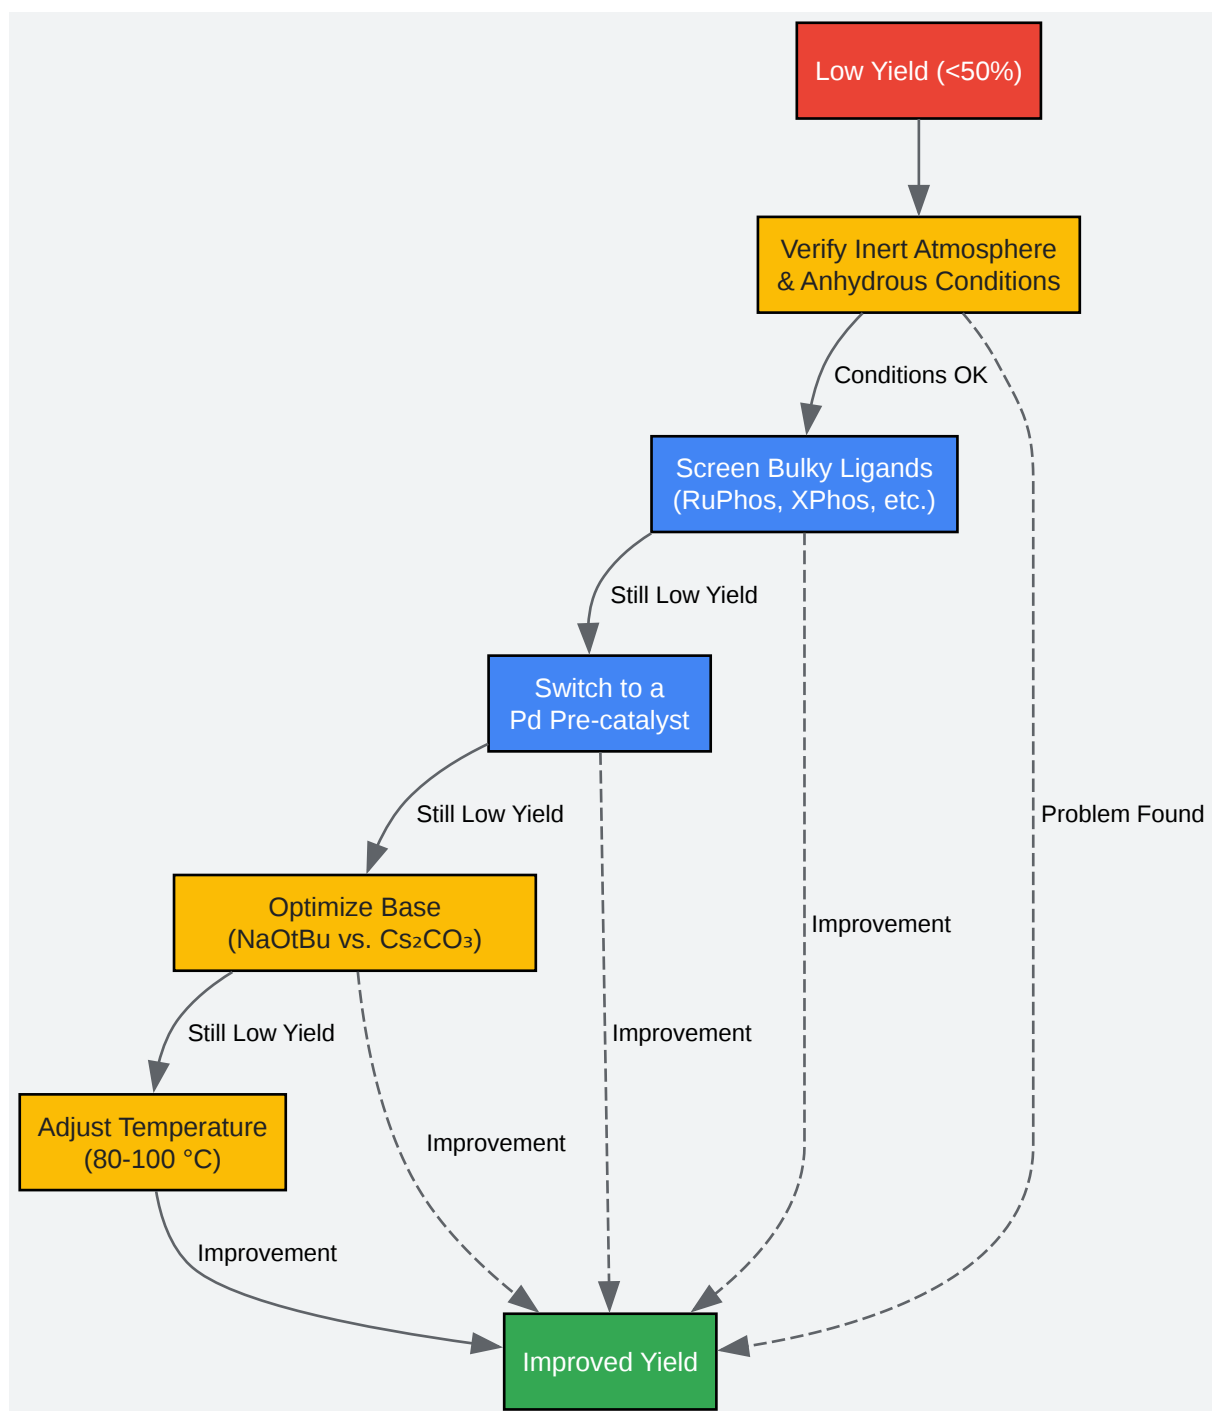 Low Yield (<50%)
Verify Inert Atmosphere
& Anhydrous Conditions
Conditions OK
Screen Bulky Ligands
(RuPhos, XPhos, etc.)
Still Low Yield
Switch to a
Pd Pre-catalyst
Still Low Yield
Problem Found
Optimize Base
(NaOtBu vs. Cs₂CO₃)
Improvement
Still Low Yield
Improvement
Adjust Temperature
(80-100 °C)
Improvement
Improvement
Improved Yield